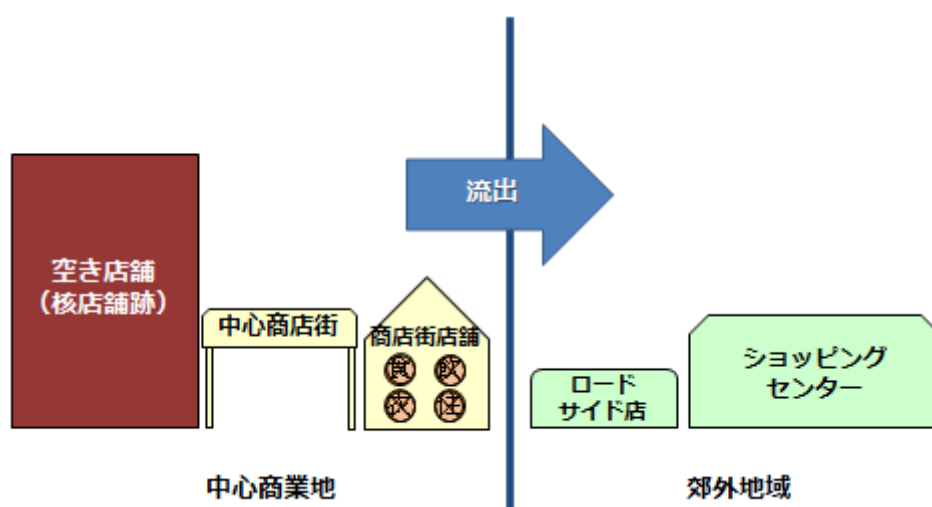 流出
空き店舗
（核店舗跡）
中心商店街
商店街店舗
食 飲
衣 住
ロード
サイド店
ショッピング
センター
中心商業地
郊外地域